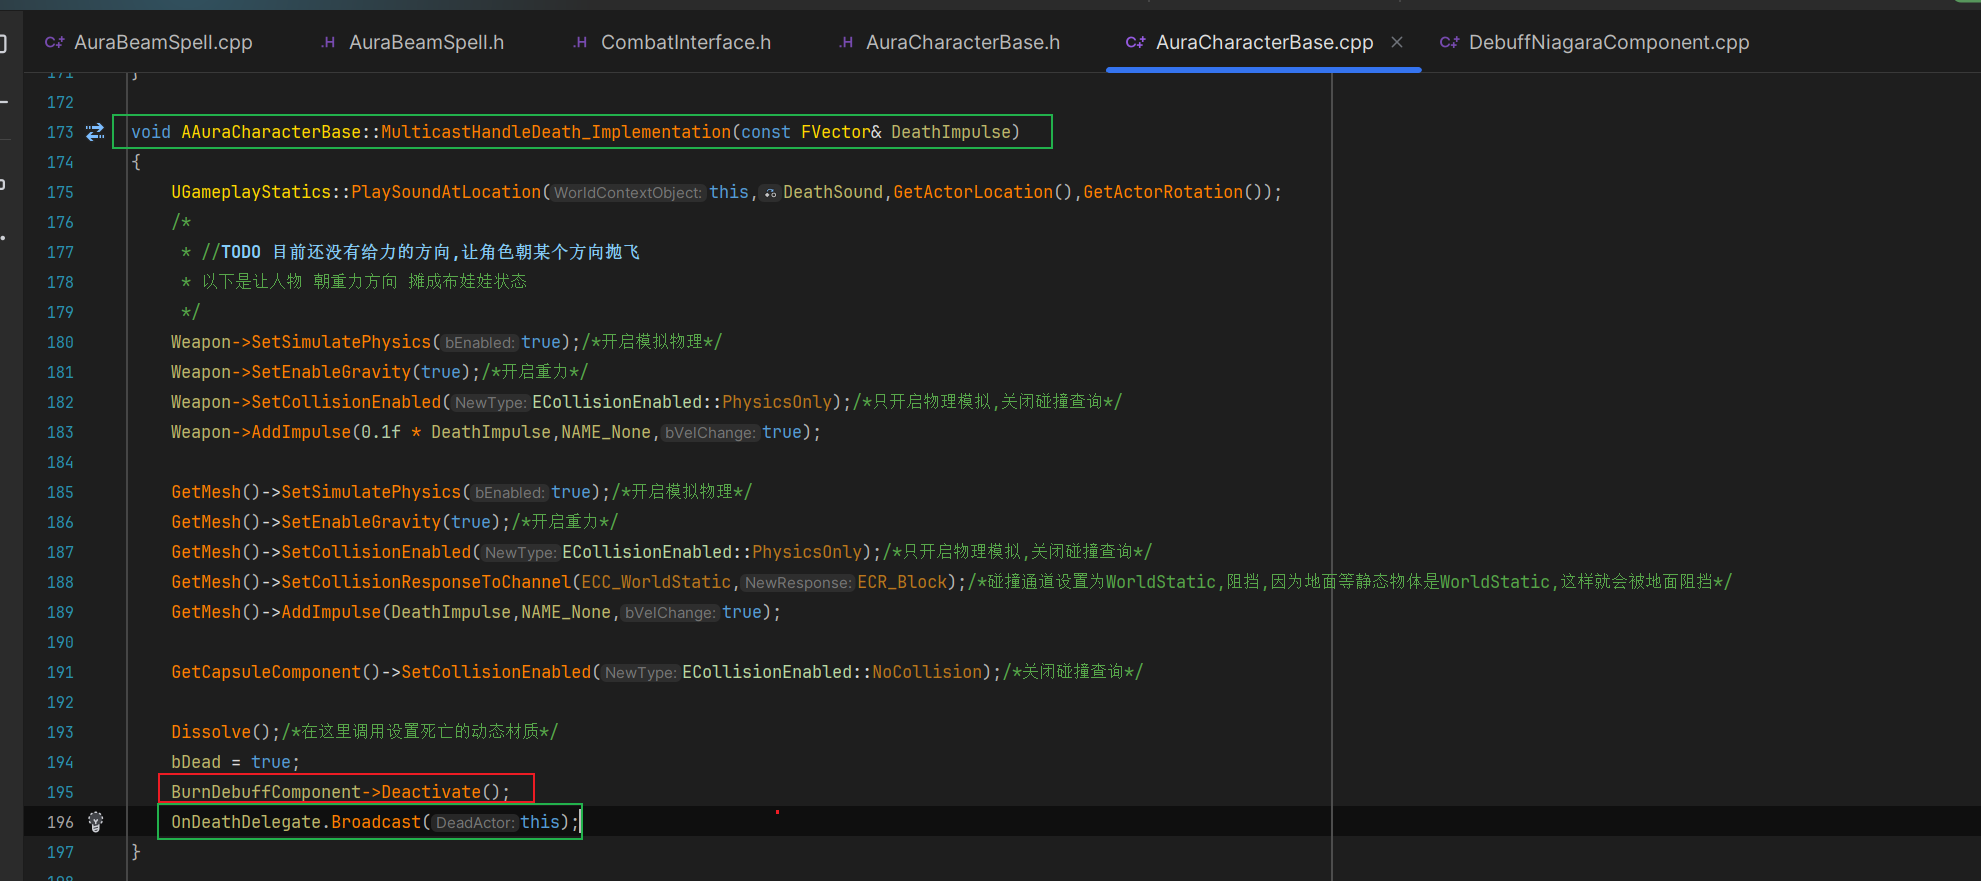 AuraBeamSpell.cpp AuraBeamSpell.h CombatInterface.h AuraCharacterBase.h AuraCharacterBase.cpp DebuffNiagaraComponent.cpp
171 }
172
173 void AAuraCharacterBase::MulticastHandleDeath_Implementation(const FVector& DeathImpulse)
174 {
175 UGameplayStatics::PlaySoundAtLocation(WorldContextObject:this,DeathSound,GetActorLocation(),GetActorRotation());
176 /*
177 * //TODO 目前还没有给力的方向,让角色朝某个方向抛飞
178 * 以下是让人物 朝重力方向 摊成布娃娃状态
179 */
180 Weapon->SetSimulatePhysics(bEnabled:true);/*开启模拟物理*/
181 Weapon->SetEnableGravity(true);/*开启重力*/
182 Weapon->SetCollisionEnabled(NewType:ECollisionEnabled::PhysicsOnly);/*只开启物理模拟,关闭碰撞查询*/
183 Weapon->AddImpulse(0.1f * DeathImpulse,NAME_None,bVelChange:true);
184
185 GetMesh()->SetSimulatePhysics(bEnabled:true);/*开启模拟物理*/
186 GetMesh()->SetEnableGravity(true);/*开启重力*/
187 GetMesh()->SetCollisionEnabled(NewType:ECollisionEnabled::PhysicsOnly);/*只开启物理模拟,关闭碰撞查询*/
188 GetMesh()->SetCollisionResponseToChannel(ECC_WorldStatic,NewResponse:ECR_Block);/*碰撞通道设置为WorldStatic,阻挡,因为地面等静态物体是WorldStatic,这样就会被地面阻挡*/
189 GetMesh()->AddImpulse(DeathImpulse,NAME_None,bVelChange:true);
190
191 GetCapsuleComponent()->SetCollisionEnabled(NewType:ECollisionEnabled::NoCollision);/*关闭碰撞查询*/
192
193 Dissolve();/*在这里调用设置死亡的动态材质*/
194 bDead = true;
195 BurnDebuffComponent->Deactivate();
196 OnDeathDelegate.Broadcast(DeadActor:this);
197 }
198